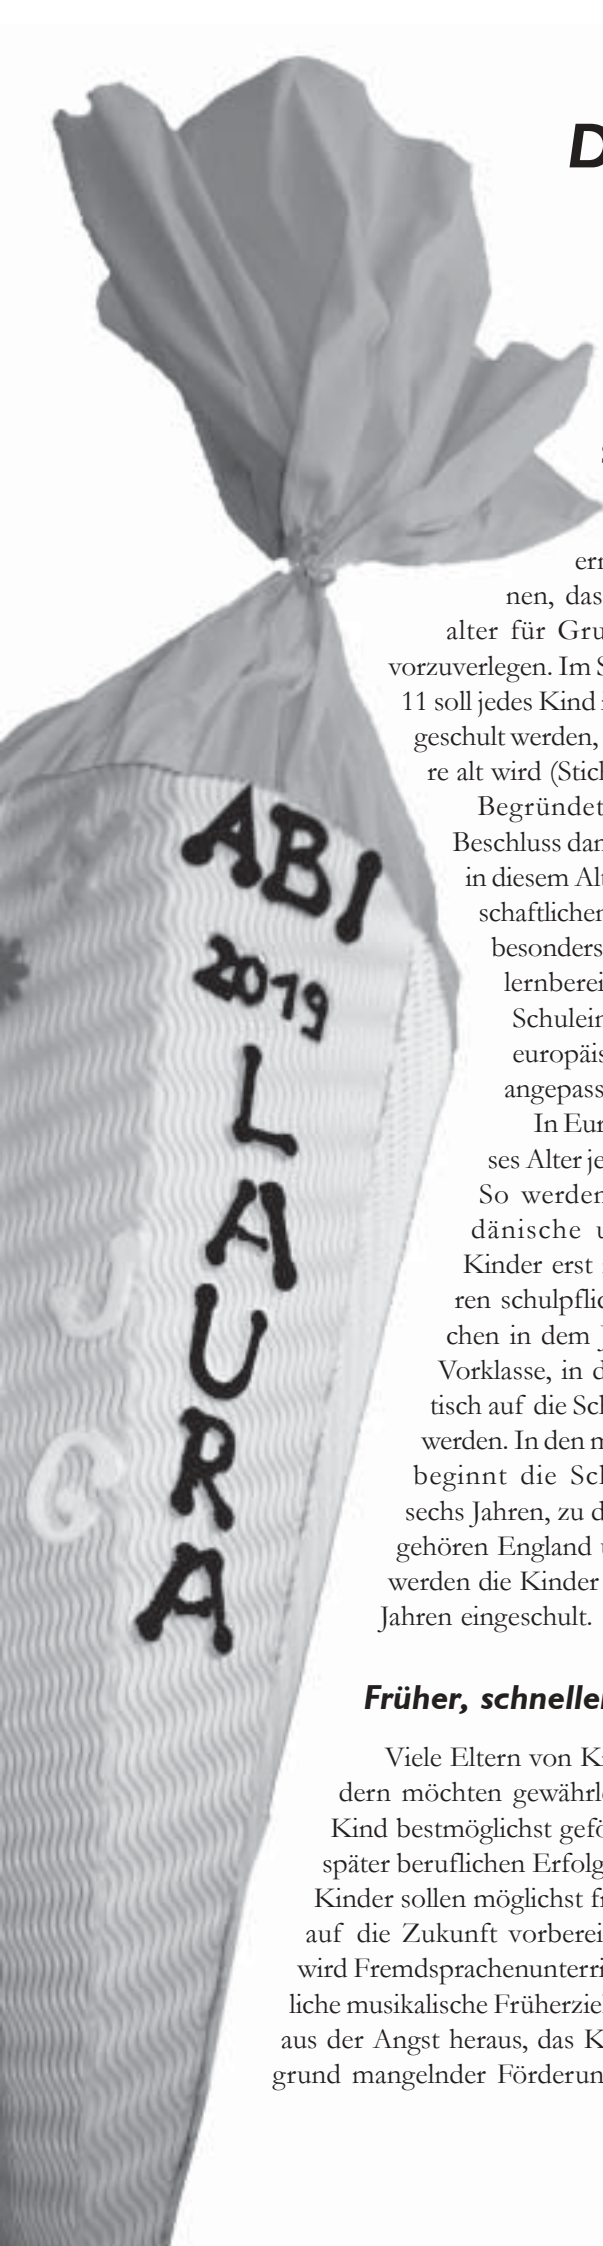 D
ABI
2019
LAURA
J
G
nen, das
alter für Gru
vorzuverlegen. Im S
11 soll jedes Kind
geschult werden,
re alt wird (Stich
Begründet
Beschluss dam
in diesem Alt
schaftlichen
besonders
lernberei
Schulein
europäis
angepass
In Eur
ses Alter je
So werden
dänische u
Kinder erst
ren schulpflic
chen in dem J
Vorklasse, in d
tisch auf die Sch
werden. In den m
beginnt die Sch
sechs Jahren, zu d
gehören England u
werden die Kinder
Jahren eingeschult.
Früher, schneller
Viele Eltern von Ki
dern möchten gewährle
Kind bestmöglichst gefö
später beruflichen Erfolg
Kinder sollen möglichst fr
auf die Zukunft vorberei
wird Fremdsprachenunterri
liche musikalische Früherzieh
aus der Angst heraus, das K
grund mangelnder Förderun